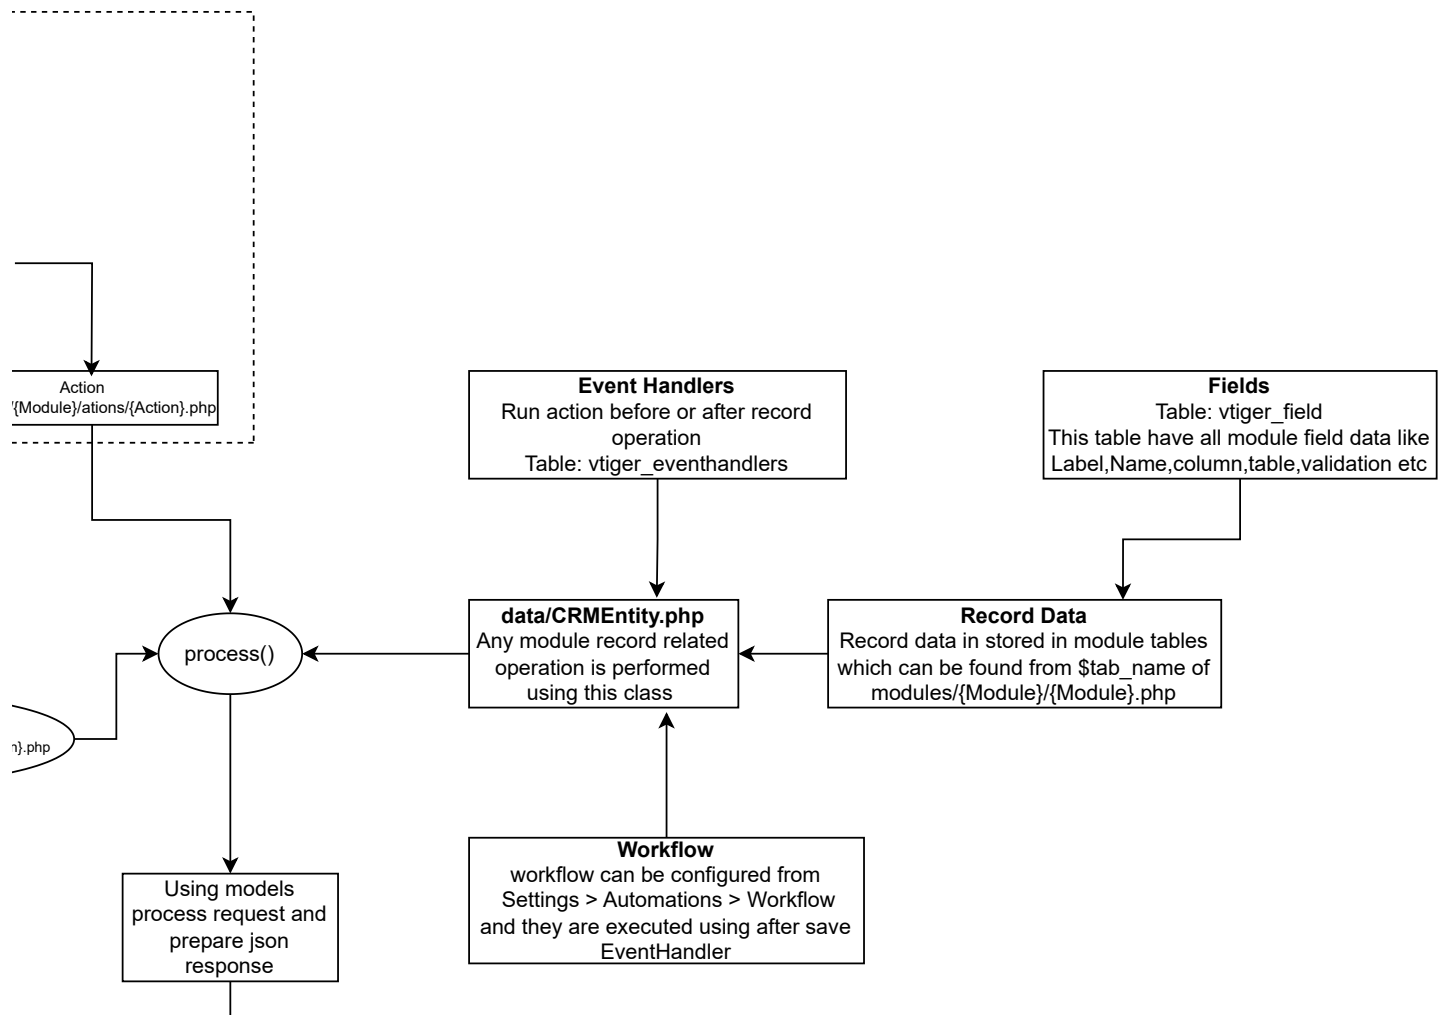 Action
/{Module}/ations/{Action}.php
Event Handlers
Run action before or after record
operation
Table: vtiger_eventhandlers
Fields
Table: vtiger_field
This table have all module field data like
Label,Name,column,table,validation etc
process()
data/CRMEntity.php
Any module record related
operation is performed
using this class
Record Data
Record data in stored in module tables
which can be found from $tab_name of
modules/{Module}/{Module}.php
n}.php
Using models
process request and
prepare json
response
Workflow
workflow can be configured from
Settings > Automations > Workflow
and they are executed using after save
EventHandler